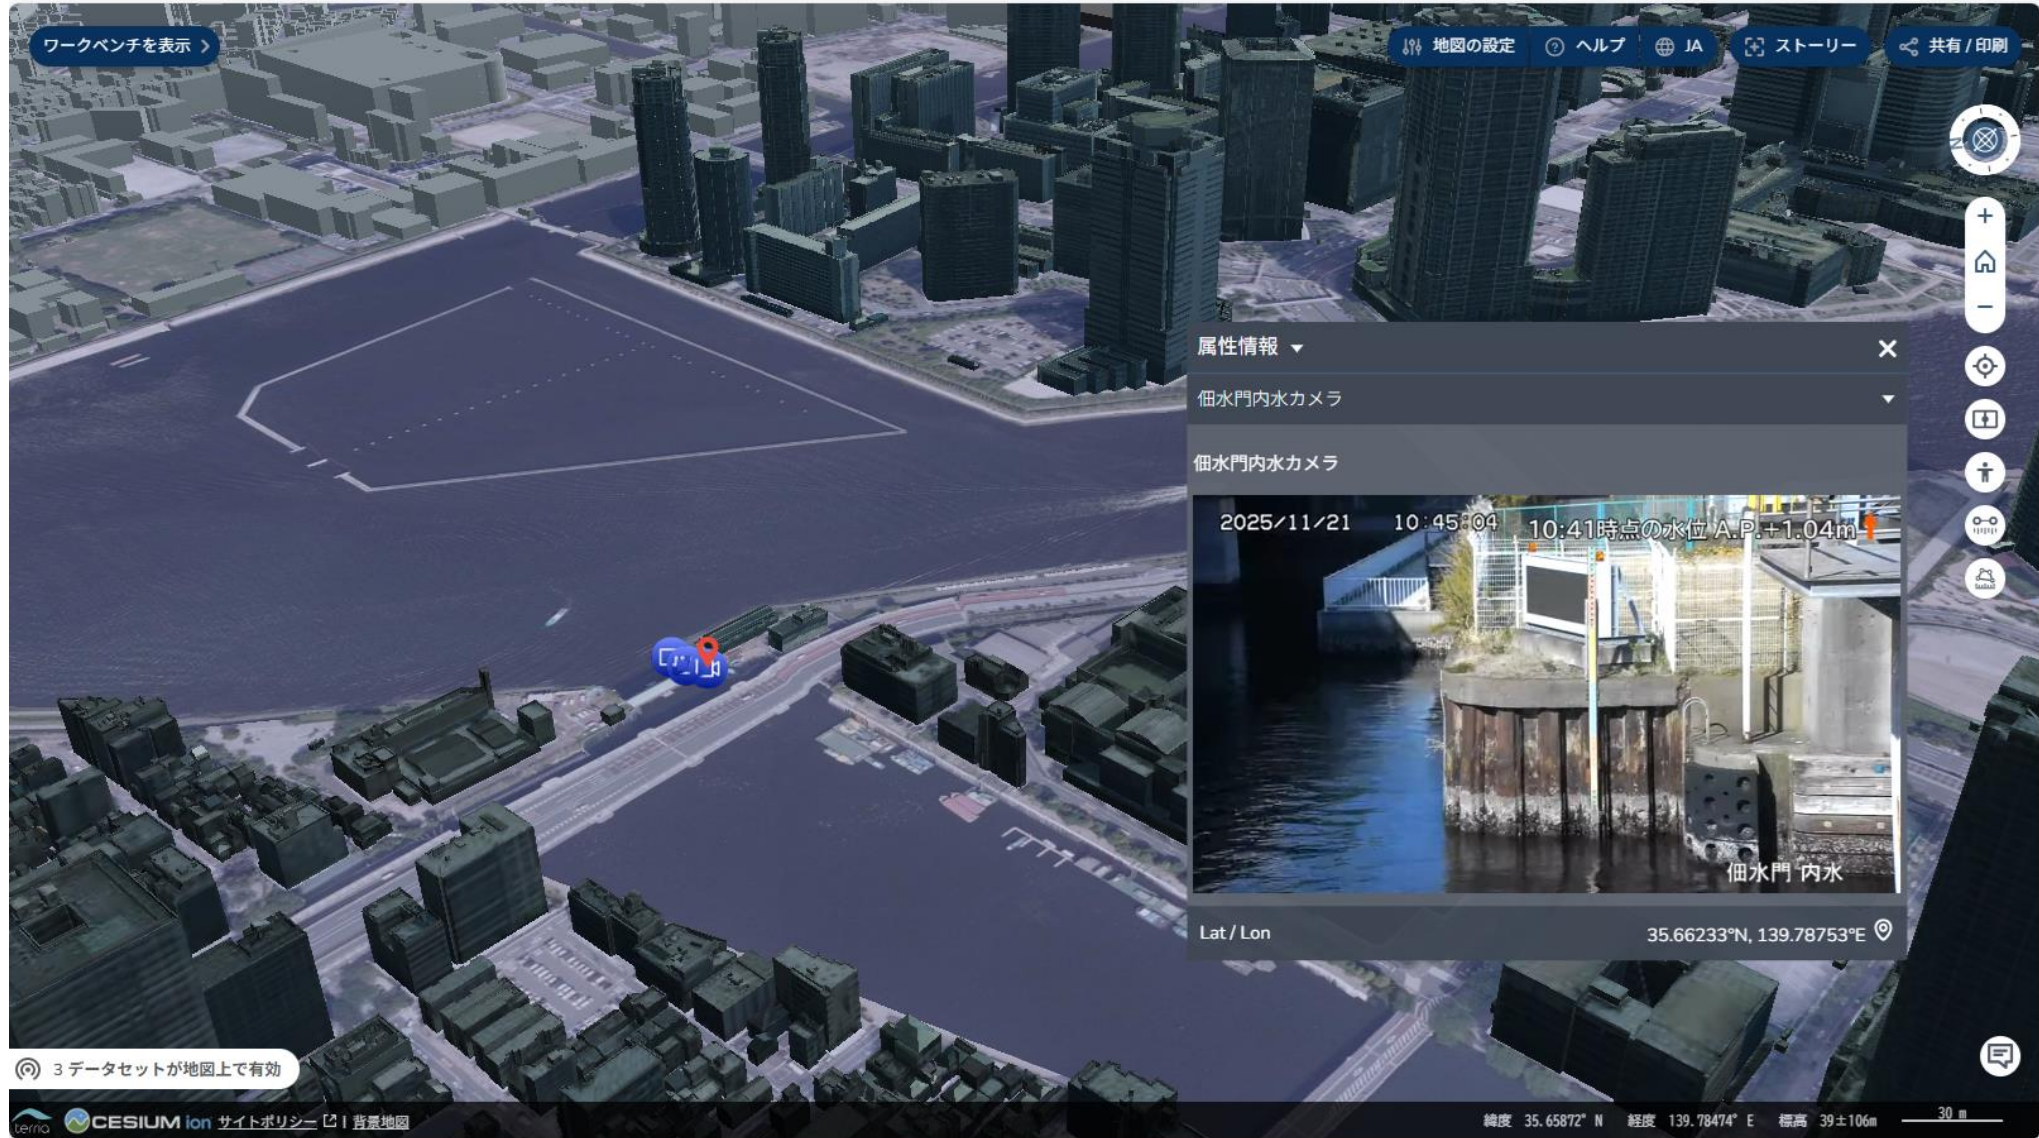 ワークベンチを表示
地図の設定
ヘルプ
JA
ストーリー
共有 / 印刷
属性情報
佃水門内水カメラ
佃水門内水カメラ
2025/11/21 10:45:04
10:41時点の水位 A.P.+1.04m
佃水門 内水
Lat / Lon
35.66233°N, 139.78753°E
3 データセットが地図上で有効
terria
CESIUM ion サイトポリシー | 背景地図
緯度 35.65872° N 経度 139.78474° E 標高 39±106m
30 m